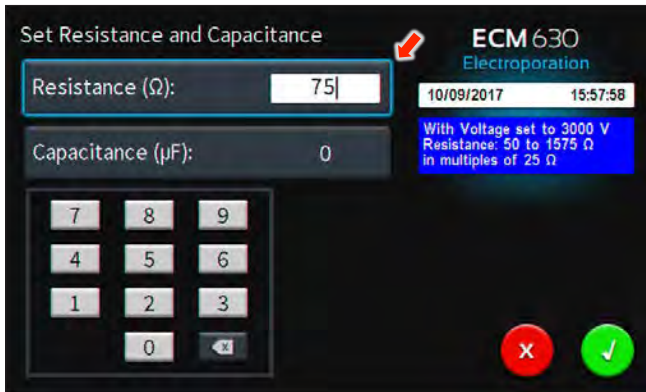 Set Resistance and Capacitance
ECM 630
Electroporation
Resistance (Ω): 75
10/09/2017 15:57:58
With Voltage set to 3000 V
Resistance: 50 to 1575 Ω
in multiples of 25 Ω
Capacitance (µF): 0
7 8 9
4 5 6
1 2 3
0